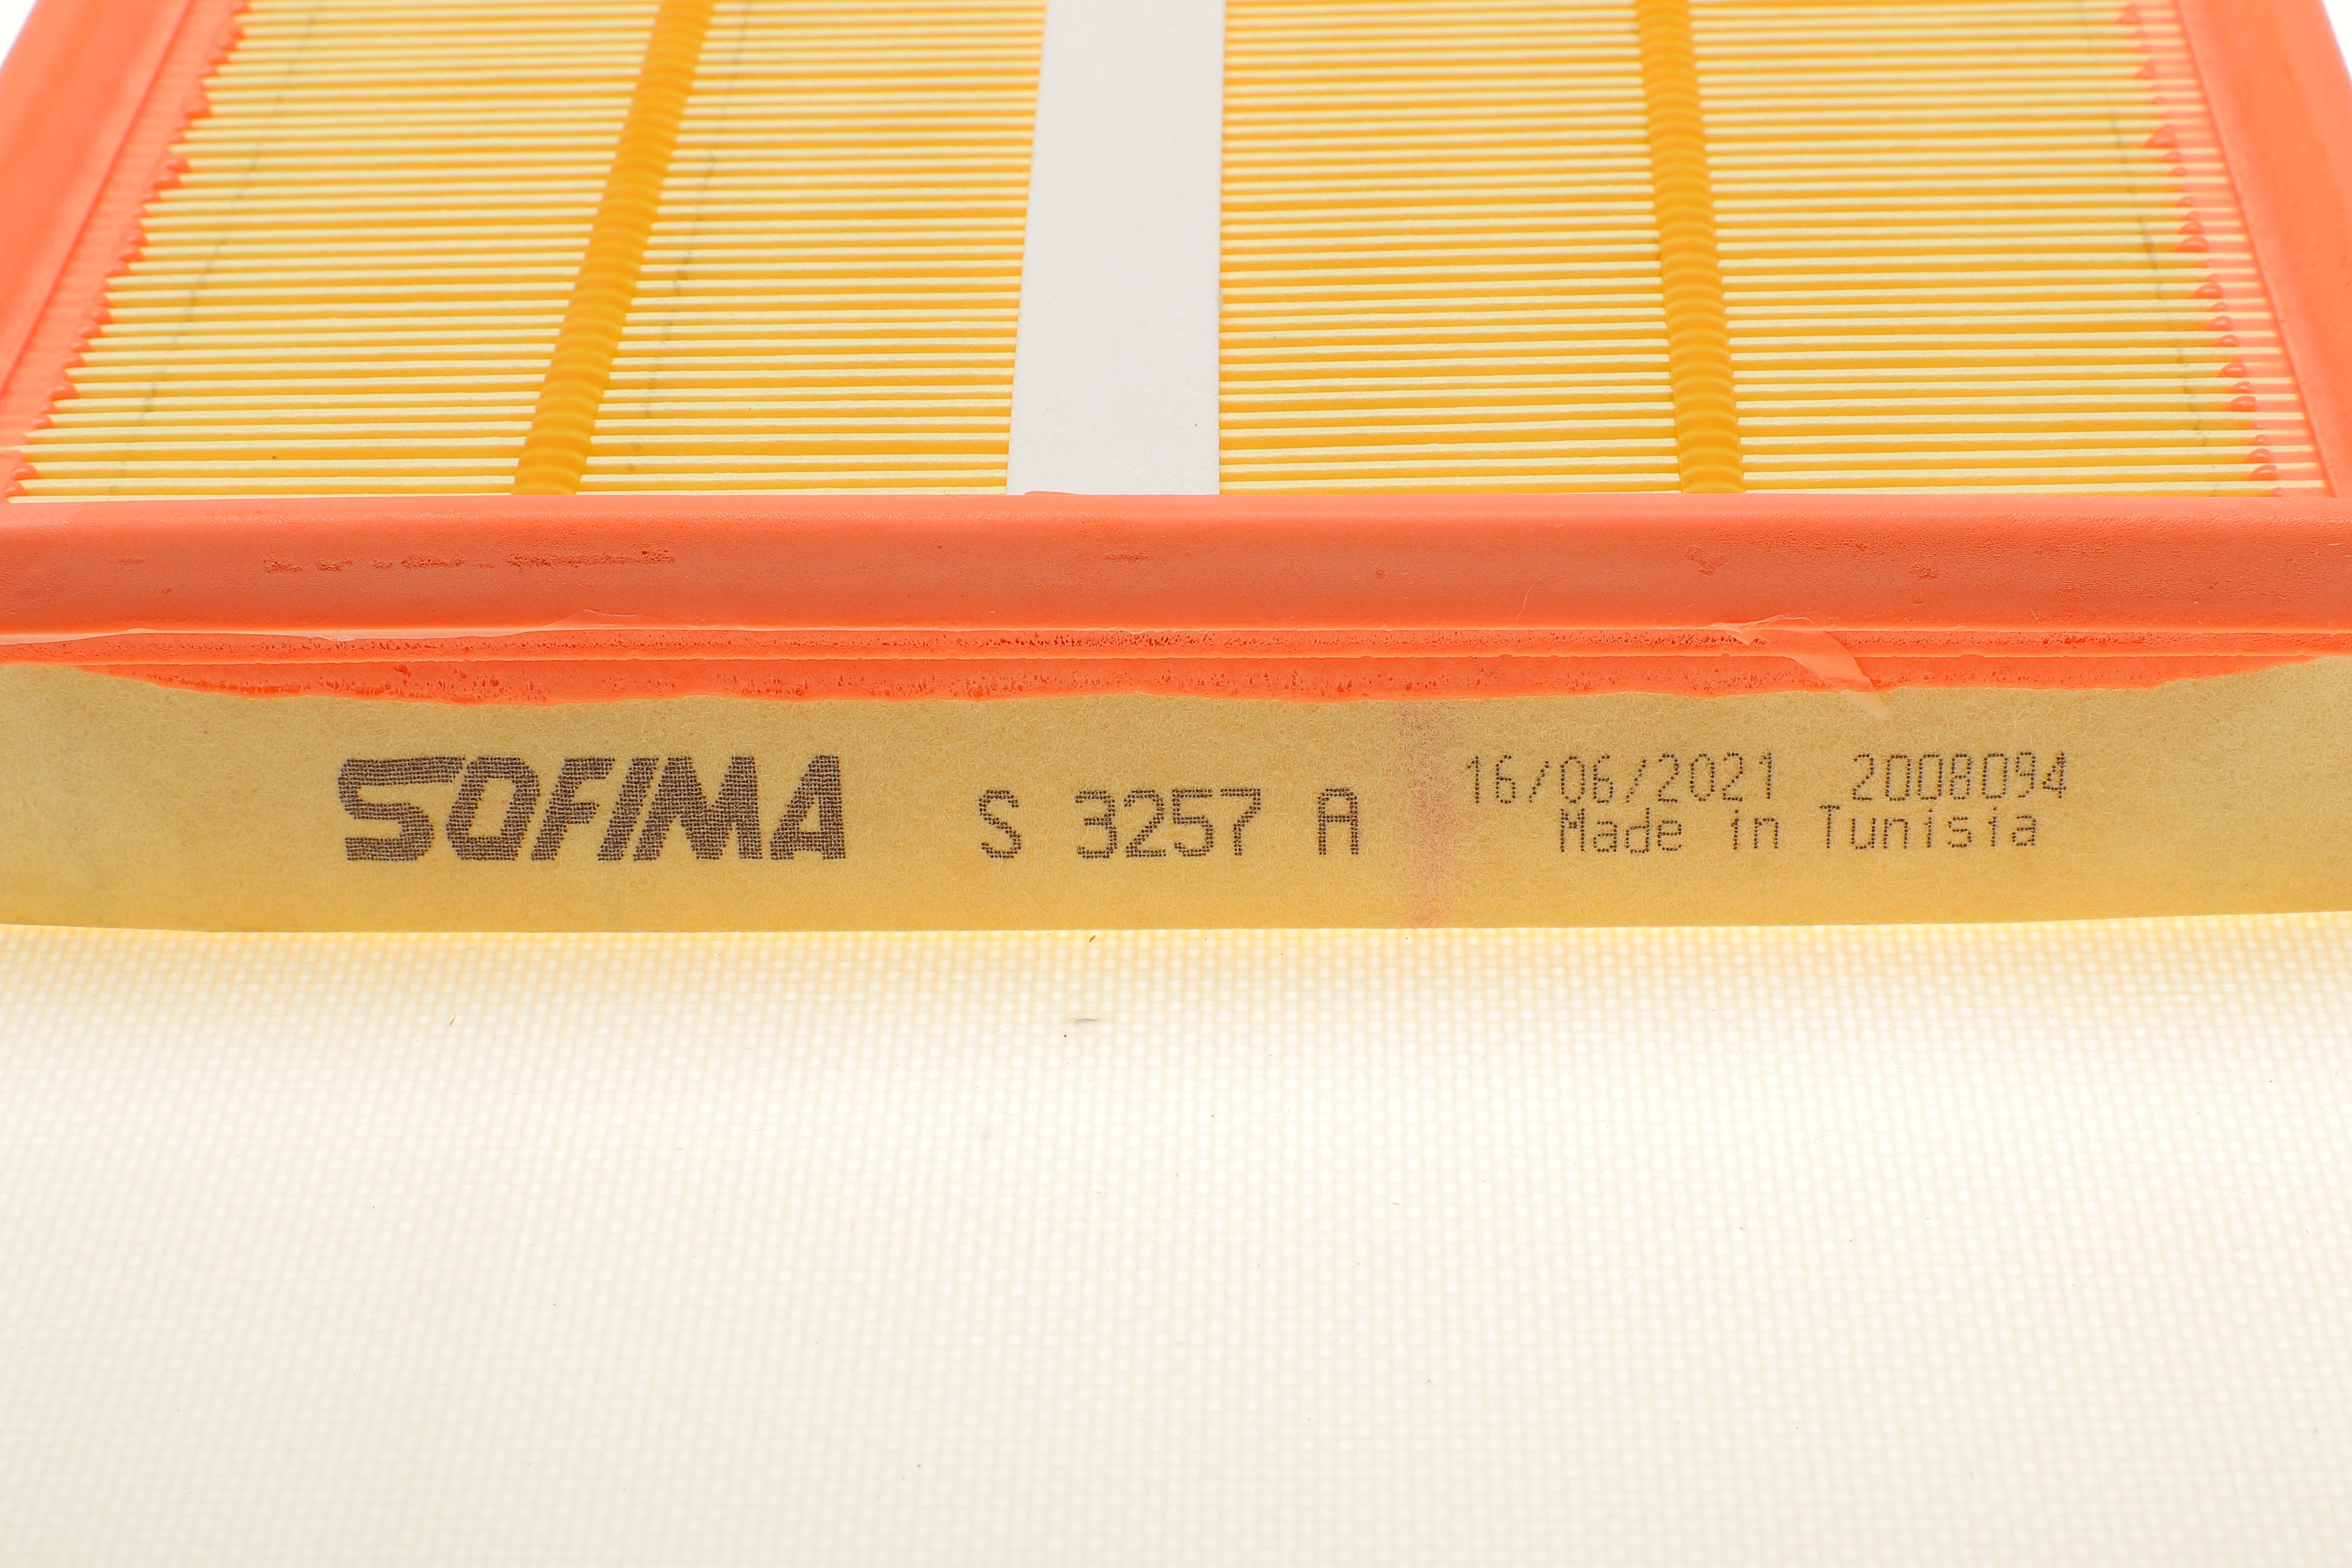 SOFIMA S 3257 A
16/06/2021 2008094
Made in Tunisia